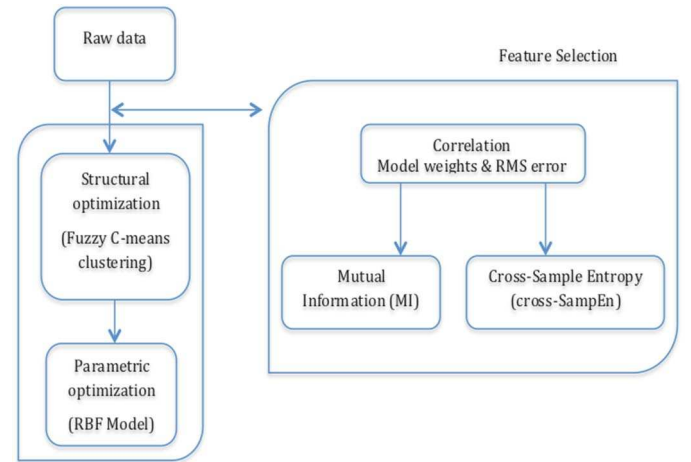 Raw data
Feature Selection
Correlation
Model weights & RMS error
Structural
optimization
(Fuzzy C-means
clustering)
Mutual
Information (MI)
Cross-Sample Entropy
(cross-SampEn)
Parametric
optimization
(RBF Model)